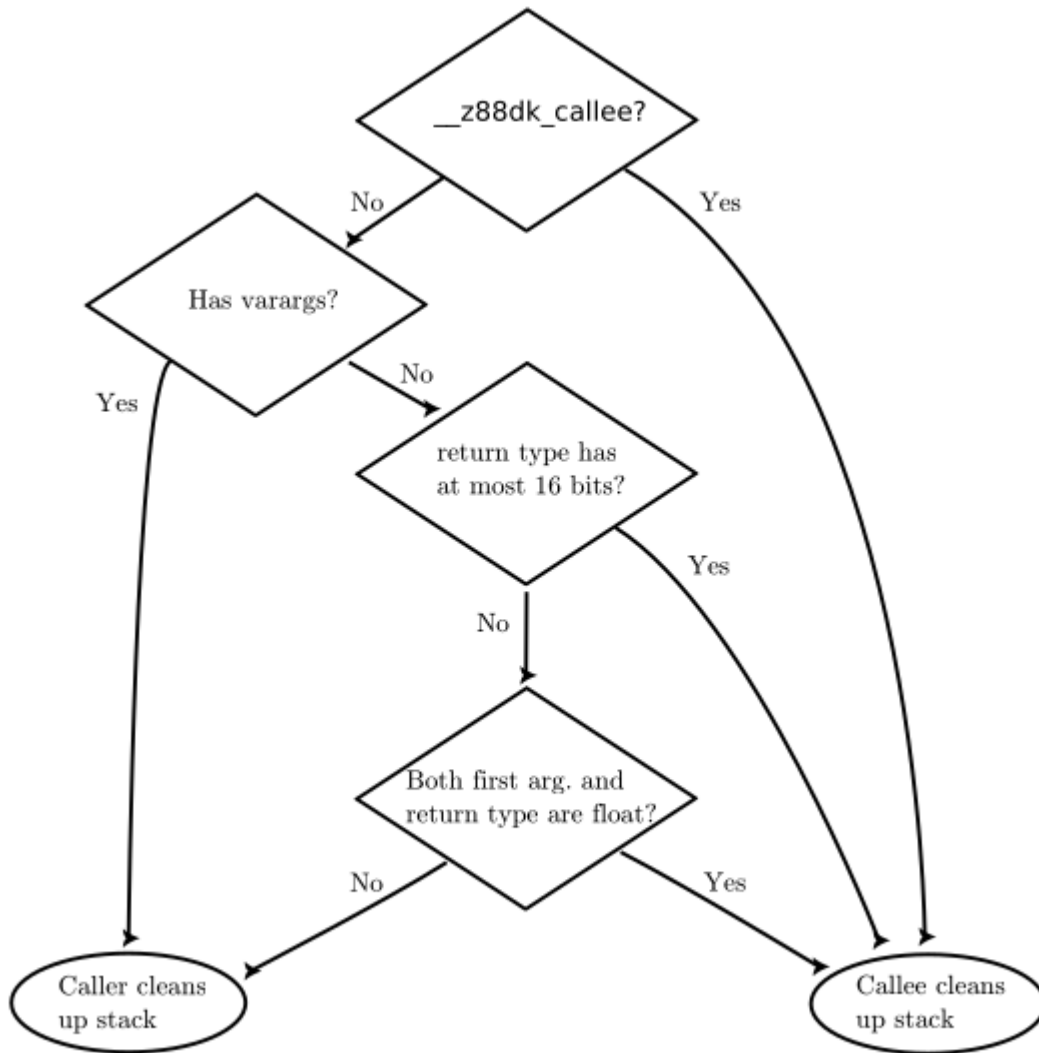 __z88dk_callee?
No
Yes
Has varargs?
Yes
No
return type has
at most 16 bits?
Yes
No
Both first arg. and
return type are float?
No
Yes
Caller cleans
up stack
Callee cleans
up stack